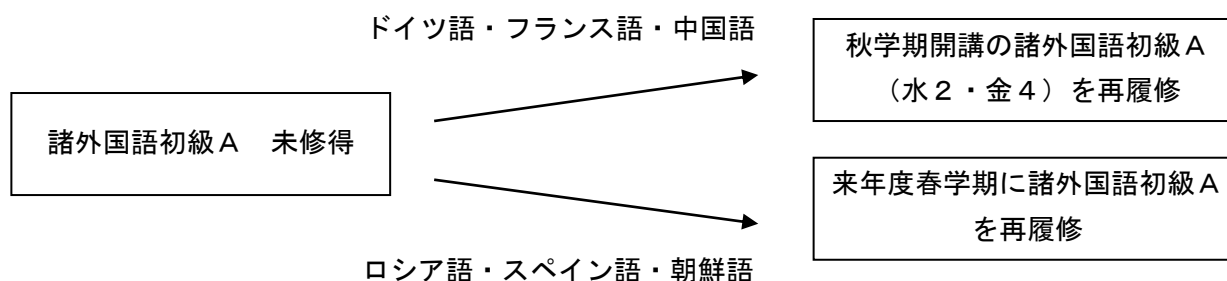 ドイツ語・フランス語・中国語
秋学期開講の諸外国語初級A
(水2・金4)を再履修
諸外国語初級A 未修得
来年度春学期に諸外国語初級A
を再履修
ロシア語・スペイン語・朝鮮語